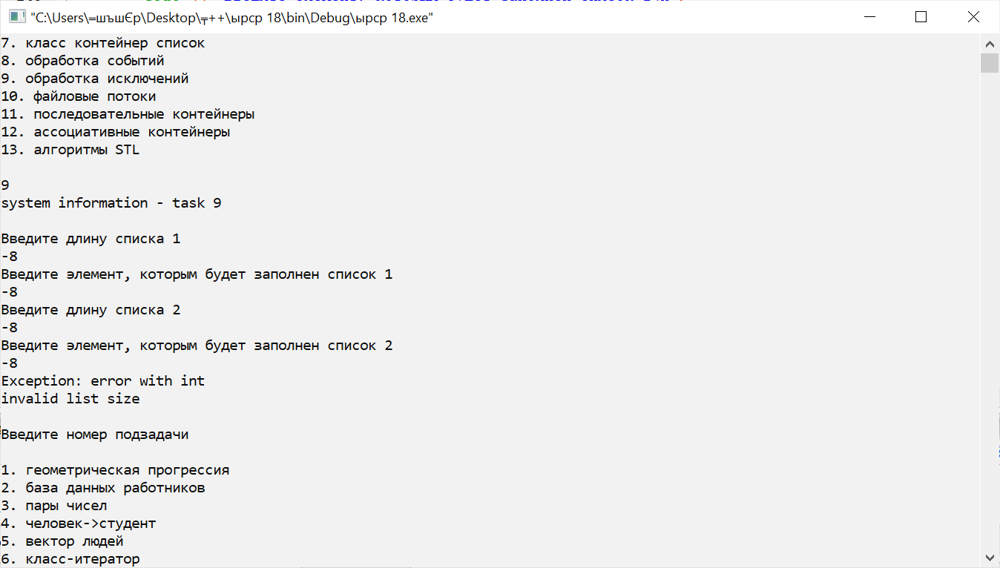 "C:\Users\═шъшЄр\Desktop\╤++\ырср 18\bin\Debug\ырср 18.exe"
7. класс контейнер список
8. обработка событий
9. обработка исключений
10. файловые потоки
11. последовательные контейнеры
12. ассоциативные контейнеры
13. алгоритмы STL
9
system information - task 9
Введите длину списка 1
-8
Введите элемент, которым будет заполнен список 1
-8
Введите длину списка 2
-8
Введите элемент, которым будет заполнен список 2
-8
Exception: error with int
invalid list size
Введите номер подзадачи
1. геометрическая прогрессия
2. база данных работников
3. пары чисел
4. человек->студент
5. вектор людей
6. класс-итератор